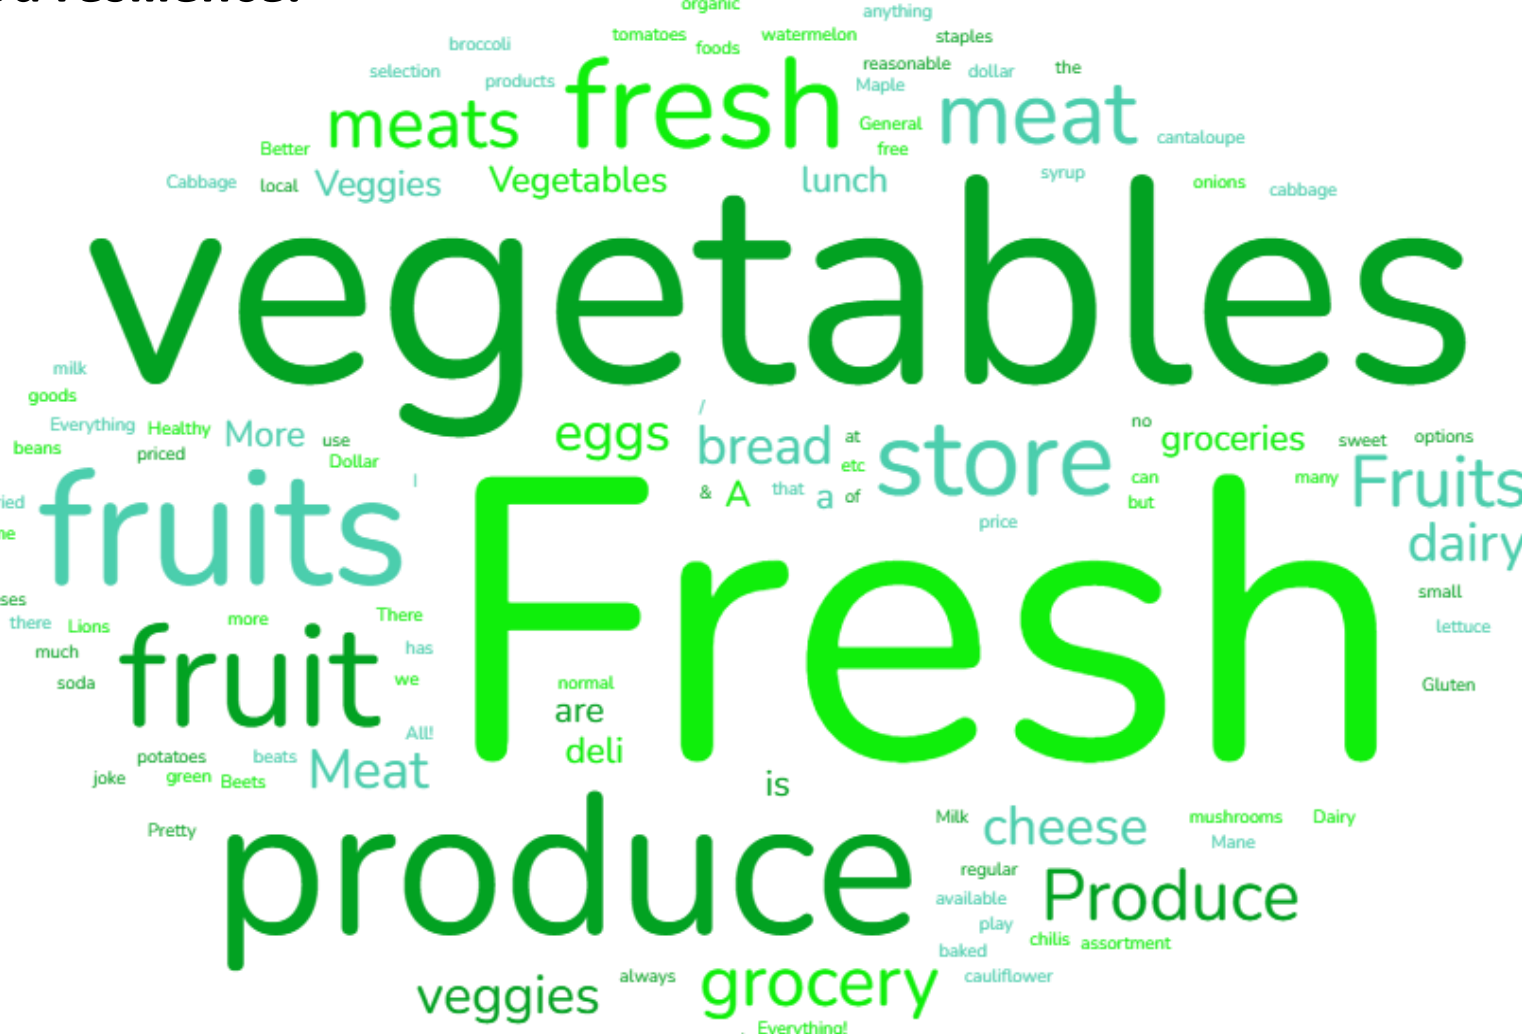 organic
anything
tomatoes
foods
watermelon
staples
broccoli
selection
products
fresh
reasonable
dollar
the
Maple
meats
General
meat
cantaloupe
Better
free
Cabbage
local
Veggies
Vegetables
lunch
syrup
onions
cabbage
vegetables
milk
goods
Everything
Healthy
More
use
eggs
/
bread
at
store
no
groceries
sweet
options
beans
priced
Dollar
etc
can
many
Fruits
fruits
I
&
A
that
a
of
but
price
dairy
Fresh
small
there
Lions
more
There
lettuce
much
fruit
has
soda
we
normal
Gluten
are
All!
deli
potatoes
beats
Meat
joke
green
Beets
is
Pretty
produce
Milk
cheese
mushrooms
Dairy
Mane
regular
Produce
available
play
chilis
assortment
baked
veggies
always
grocery
cauliflower
Everything!